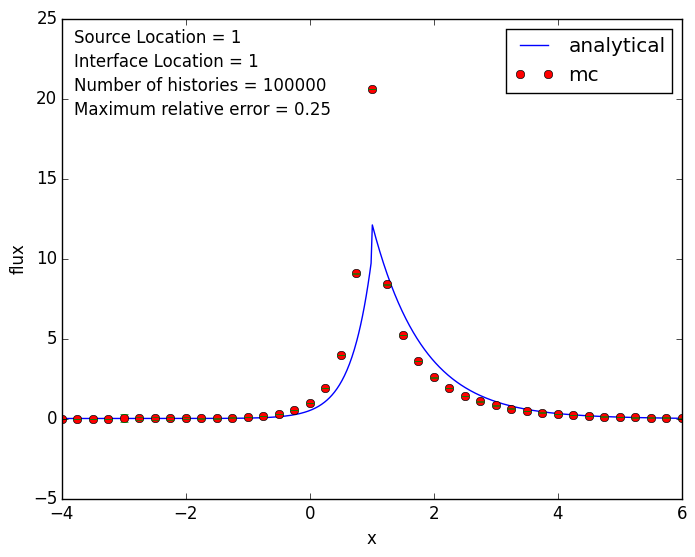 Source Location = 1
Interface Location = 1
Number of histories = 100000
Maximum relative error = 0.25
analytical
mc
25
20
15
10
5
0
−5
flux
−4
−2
0
2
4
6
x